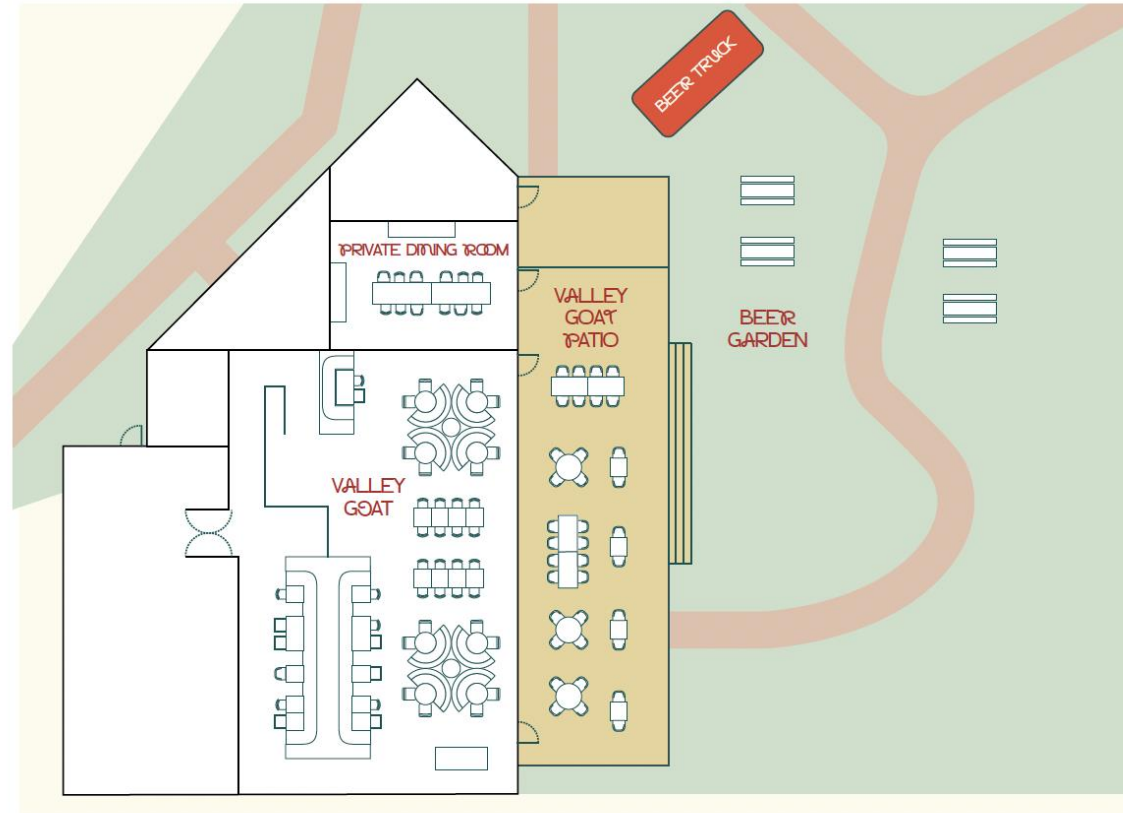 BEER TRUCK
PRIVATE DINING ROOM
VALLEY
GOAT
PATIO
BEER
GARDEN
VALLEY
GOAT